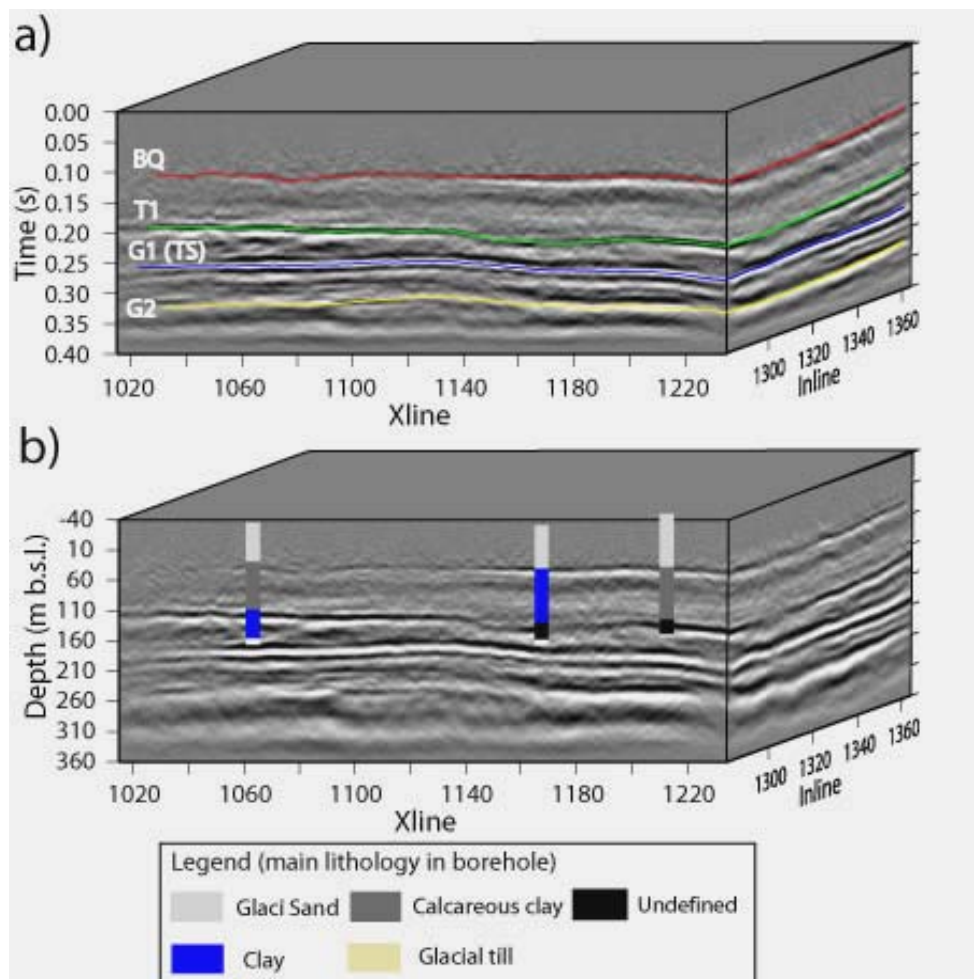 a)
0.00
0.05
0.10
0.15
0.20
0.25
0.30
0.35
0.40
Time (s)
BQ
T1
G1 (TS)
G2
1020 1060 1100 1140 1180 1220
Xline
1300 1320 1340 1360
Inline
b)
-40
10
60
110
160
210
260
310
360
Depth (m b.s.l.)
1020 1060 1100 1140 1180 1220
Xline
1300 1320 1340 1360
Inline
Legend (main lithology in borehole)
Glaci Sand Calcareous clay Undefined
Clay Glacial till